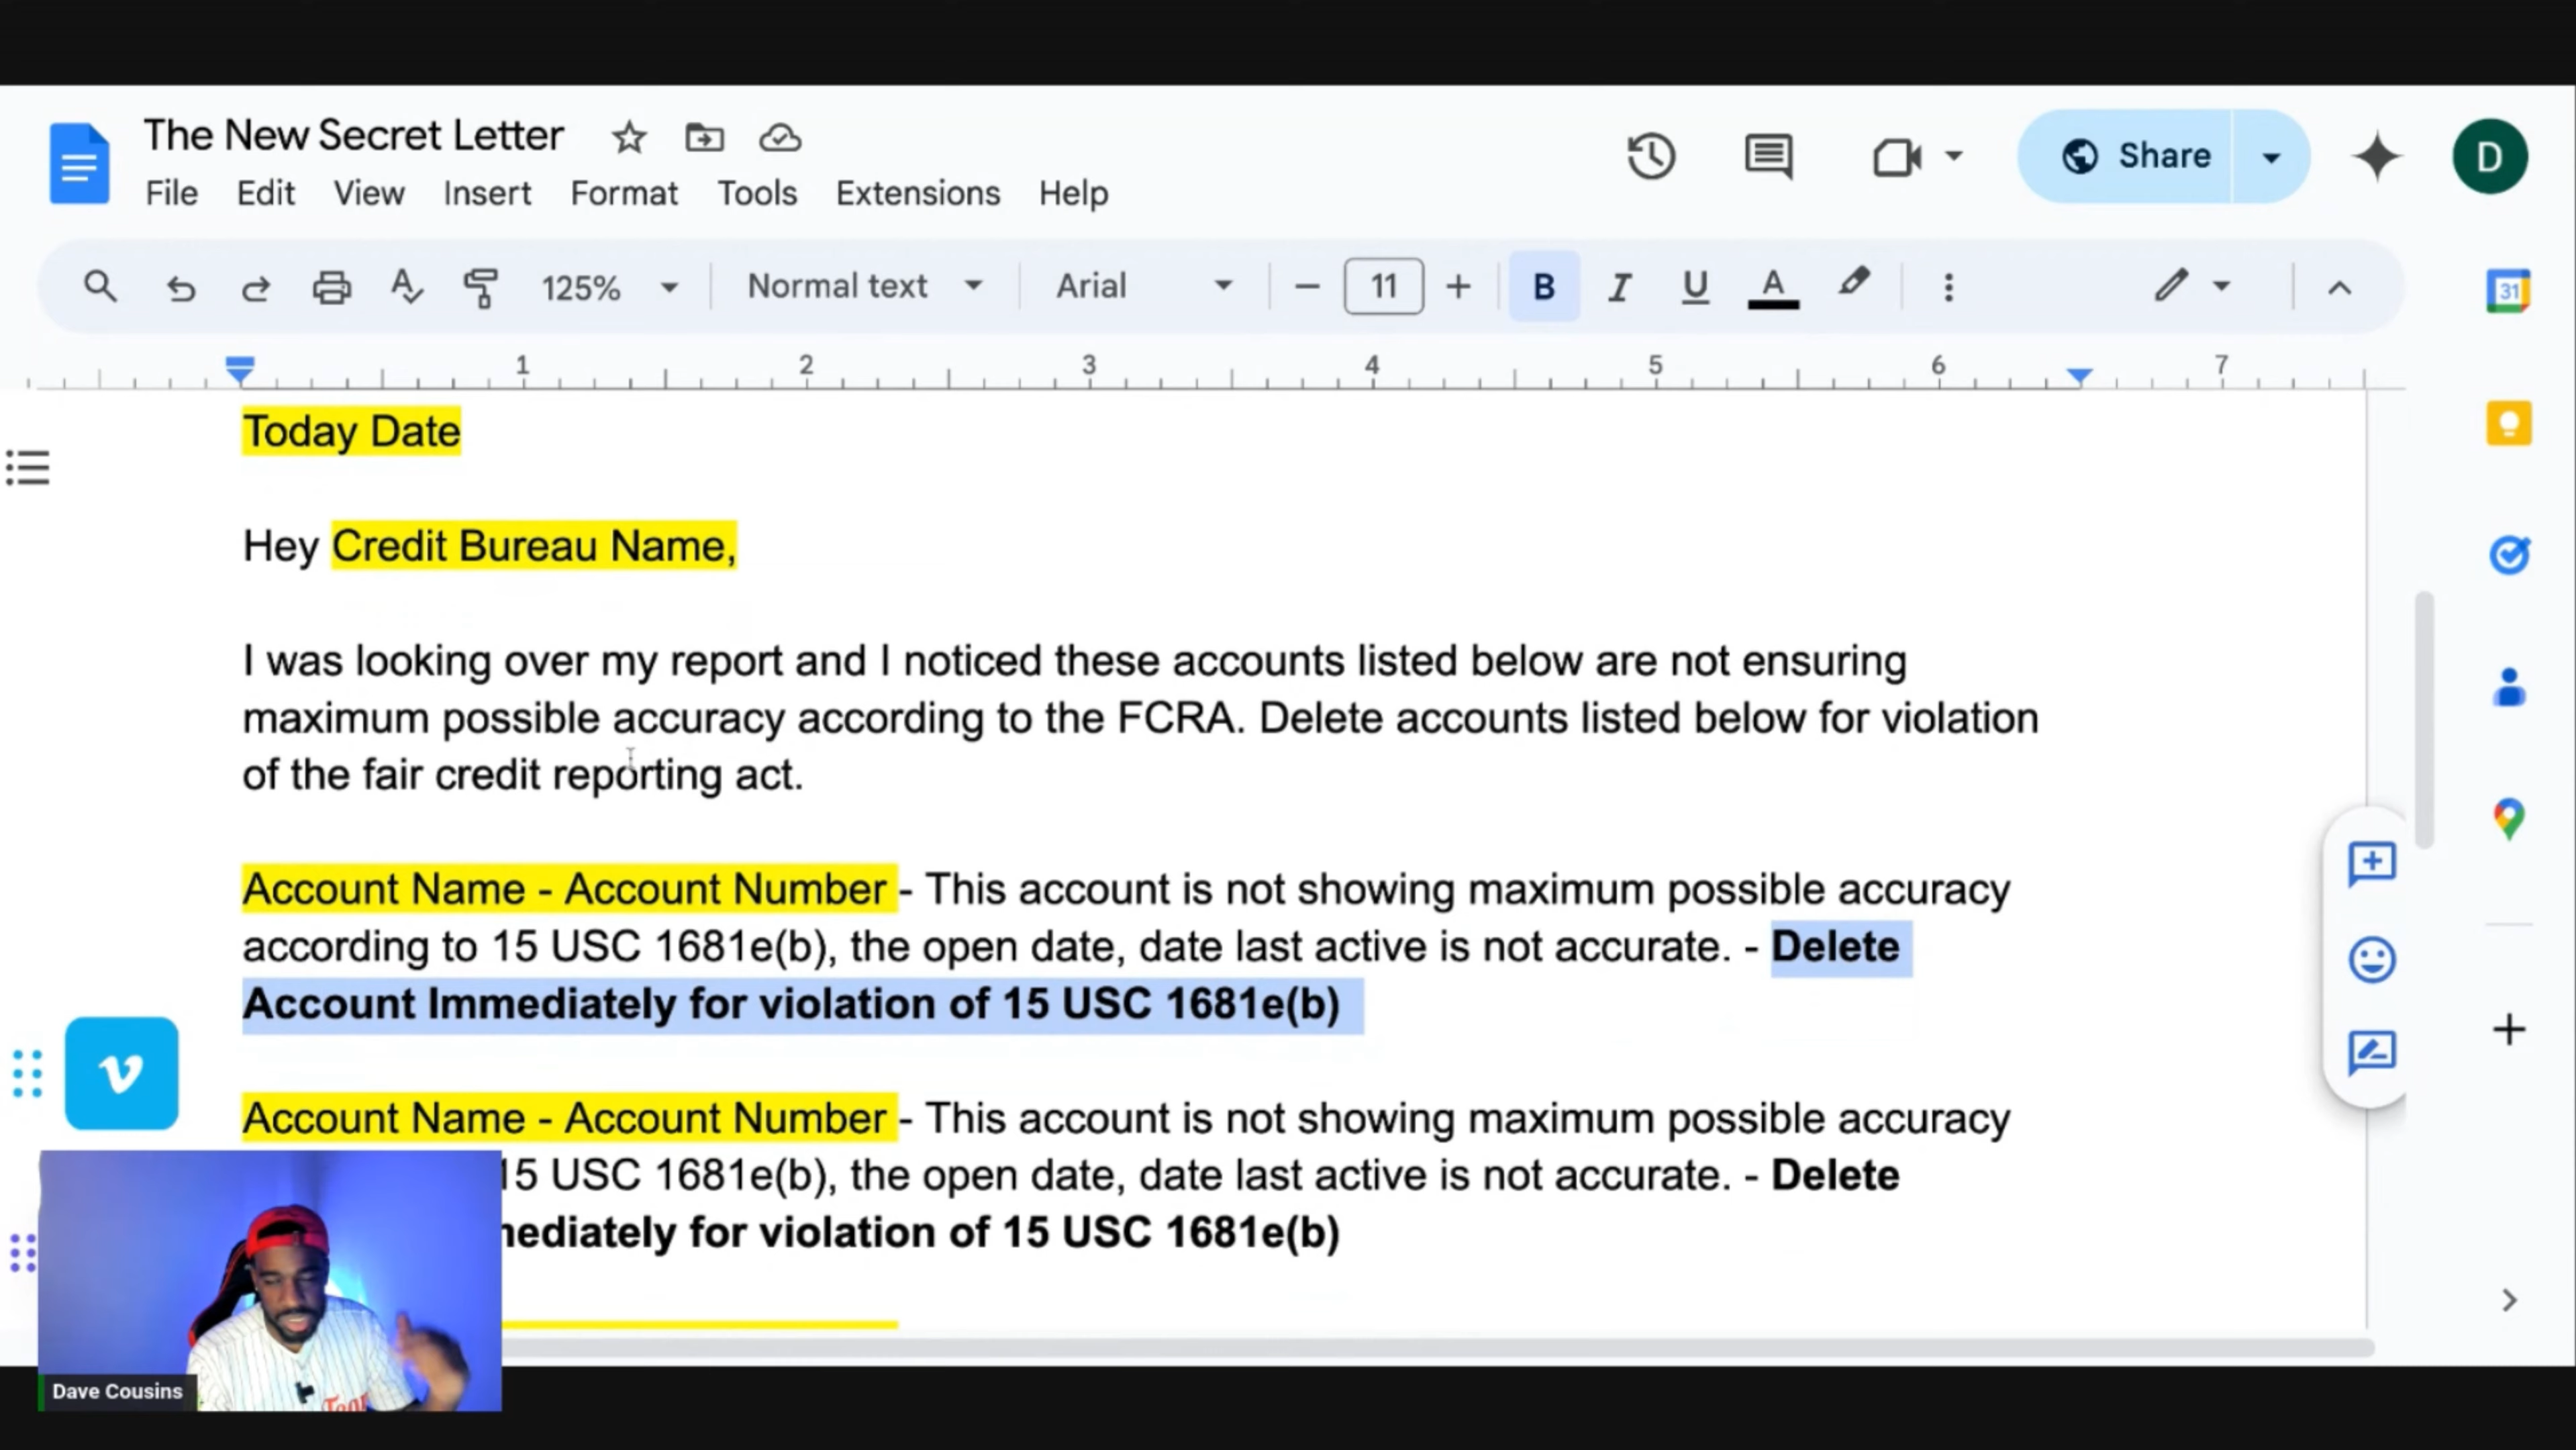 The New Secret Letter
Share
D
File Edit View Insert Format Tools Extensions Help
125% Normal text Arial 11 B I U A
31
1 2 3 4 5 6 7
Today Date
Hey Credit Bureau Name,
I was looking over my report and I noticed these accounts listed below are not ensuring
maximum possible accuracy according to the FCRA. Delete accounts listed below for violation
of the fair credit reporting act.
Account Name - Account Number - This account is not showing maximum possible accuracy
according to 15 USC 1681e(b), the open date, date last active is not accurate. - Delete
Account Immediately for violation of 15 USC 1681e(b)
Account Name - Account Number - This account is not showing maximum possible accuracy
15 USC 1681e(b), the open date, date last active is not accurate. - Delete
mediately for violation of 15 USC 1681e(b)
Dave Cousins